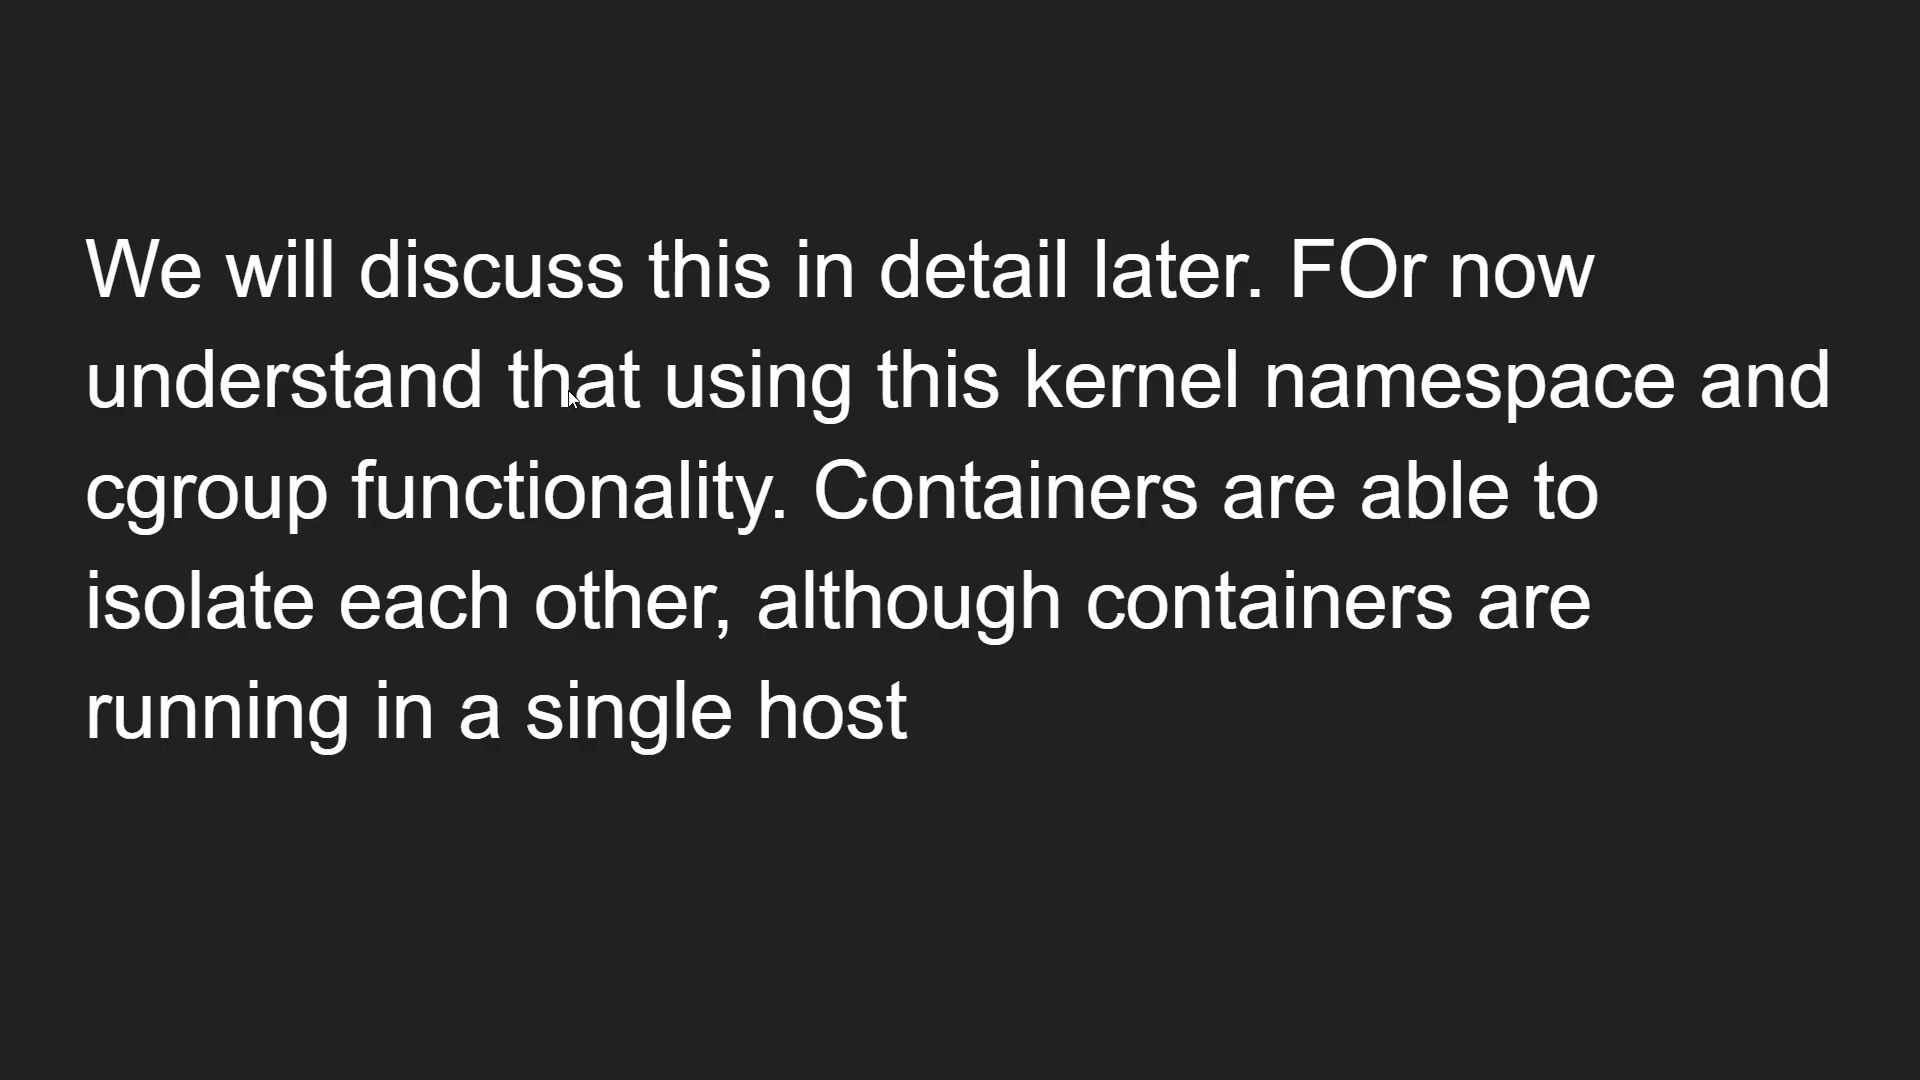 We will discuss this in detail later. FOr now
understand that using this kernel namespace and
cgroup functionality. Containers are able to
isolate each other, although containers are
running in a single host